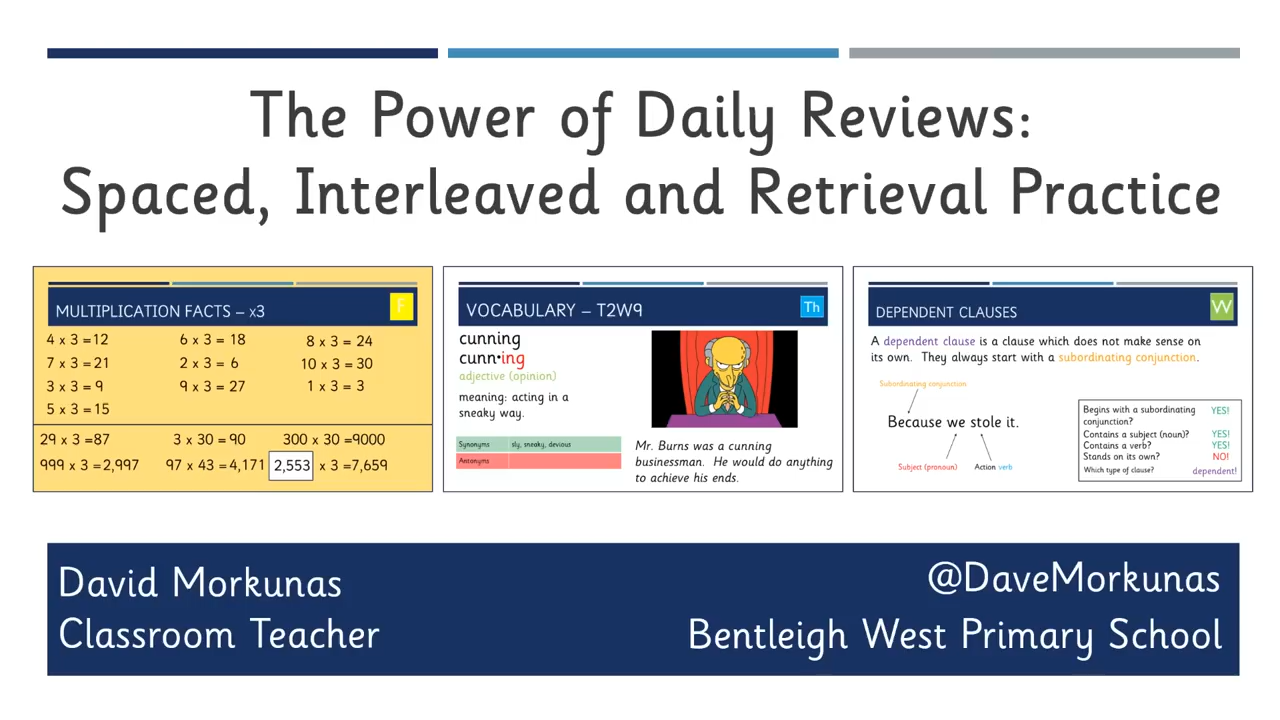 The Power of Daily Reviews:
Spaced, Interleaved and Retrieval Practice
MULTIPLICATION FACTS – x3
F
4 x 3 =12
6 x 3 = 18
8 x 3 = 24
7 x 3 =21
2 x 3 = 6
10 x 3 =30
3 x 3 = 9
9 x 3 = 27
1 x 3 = 3
5 x 3 =15
29 x 3 =87
3 x 30 = 90
300 x 30 =9000
999 x 3 =2,997
97 x 43 =4,171
2,553 x 3 =7,659
VOCABULARY – T2W9
Th
cunning
cunn•ing
adjective (opinion)
meaning: acting in a
sneaky way.
Synonyms sly, sneaky, devious
Antonyms
Mr. Burns was a cunning
businessman. He would do anything
to achieve his ends.
DEPENDENT CLAUSES
W
A dependent clause is a clause which does not make sense on
its own. They always start with a subordinating conjunction.
Subordinating conjunction
Because we stole it.
Subject (pronoun)
Action verb
Begins with a subordinating
conjunction? YES!
Contains a subject (noun)? YES!
Contains a verb? YES!
Stands on its own? NO!
Which type of clause? dependent!
David Morkunas
Classroom Teacher
@DaveMorkunas
Bentleigh West Primary School